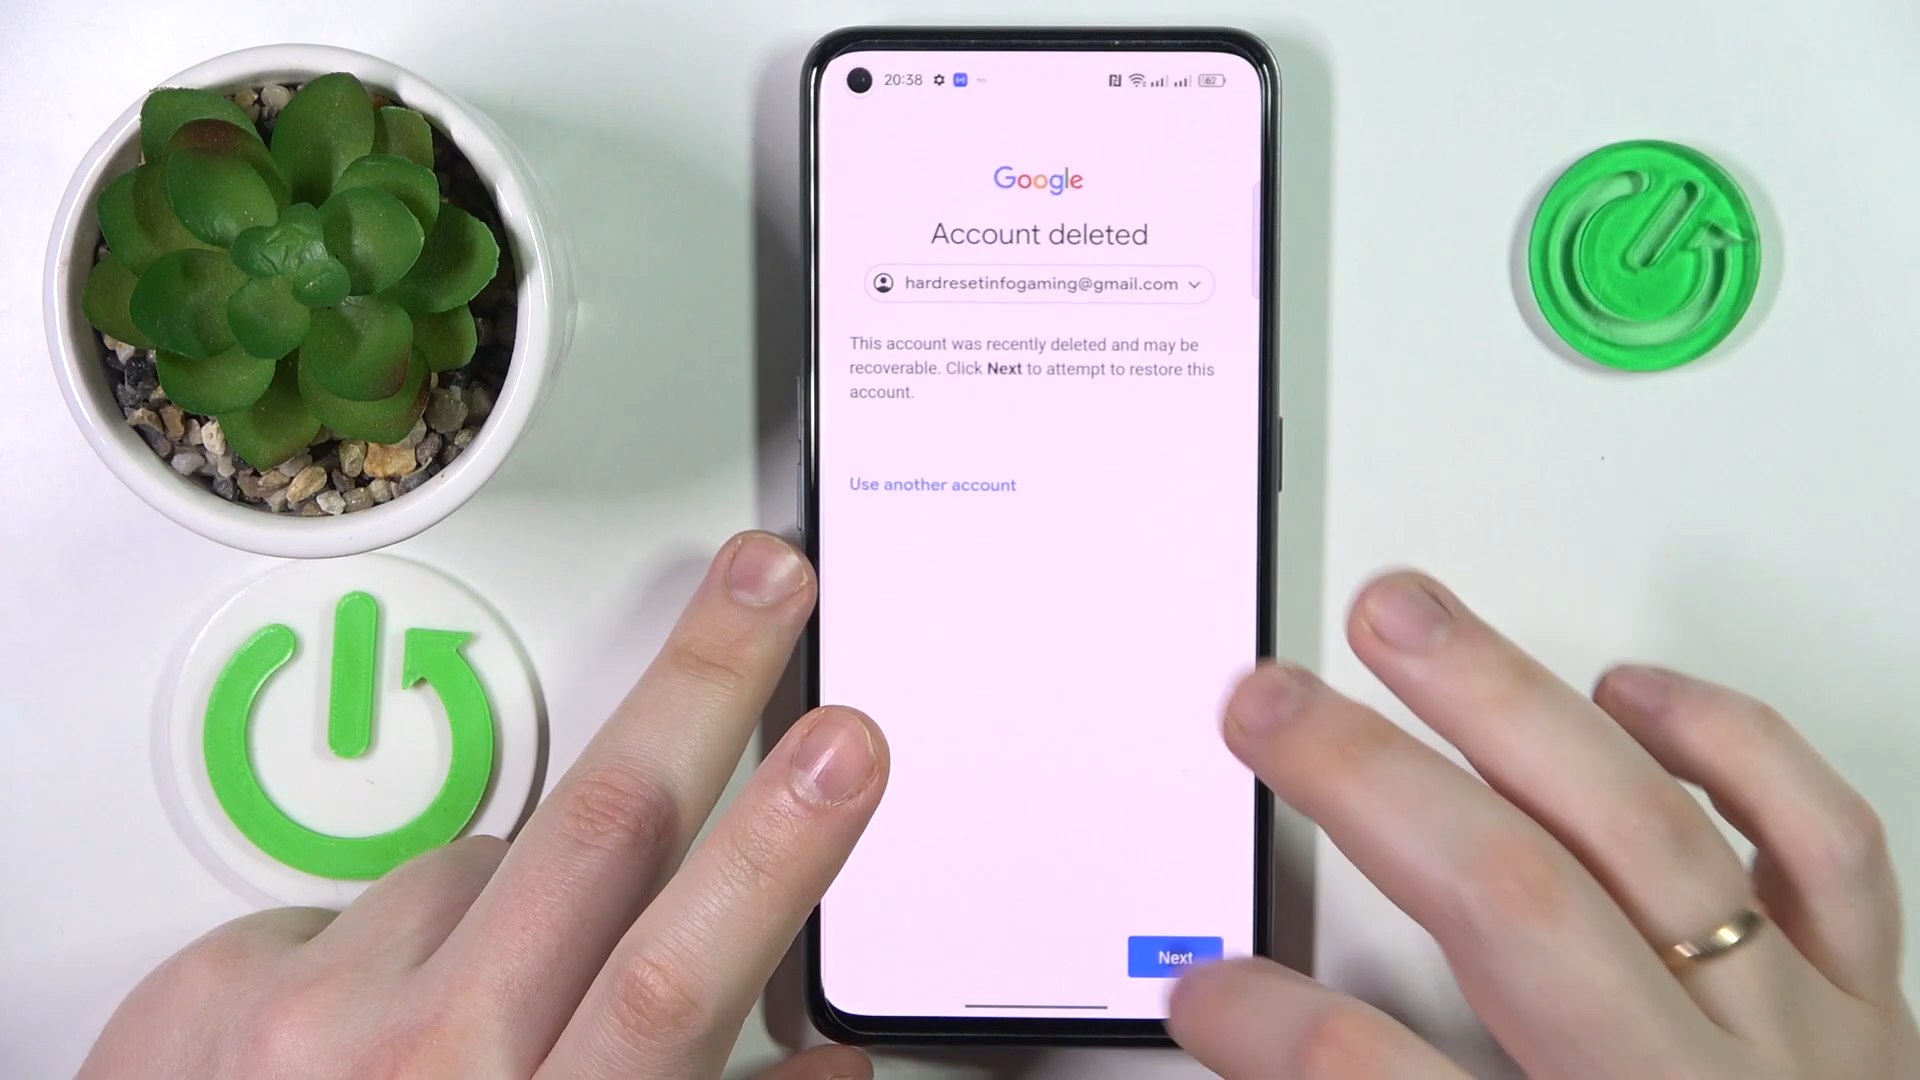 20:38
62
Google
Account deleted
hardresetinfogaming@gmail.com
This account was recently deleted and may be
recoverable. Click Next to attempt to restore this
account.
Use another account
Next